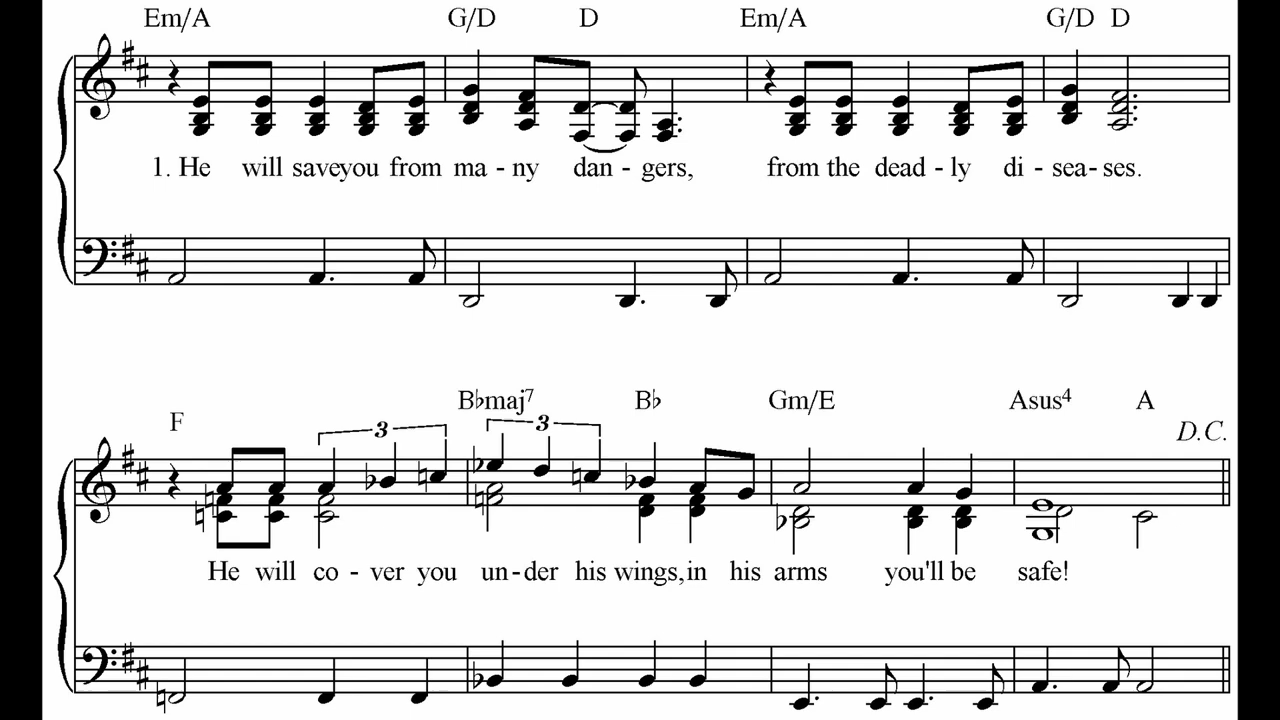 Em/A G/D D Em/A G/D D
1. He will save you from ma - ny dan - gers, from the dead - ly di - sea - ses.
B♭maj7 B♭ Gm/E Asus4 A
F 3 3 D.C.
He will co - ver you un - der his wings, in his arms you'll be safe!